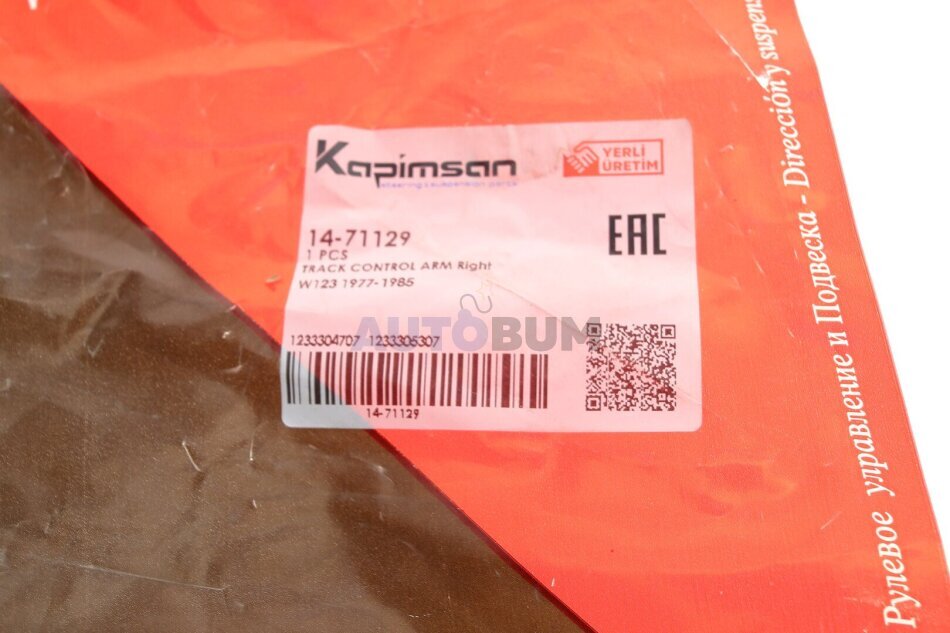 Kapimsan
steering & suspension parts
YERLİ
ÜRETİM
14-71129
1 PCS
TRACK CONTROL ARM Right
W123 1977-1985
EAC
AUTOBUM
1233304707 1233305307
14-71129
Рулевое управление и Подвеска - Dirección y suspens